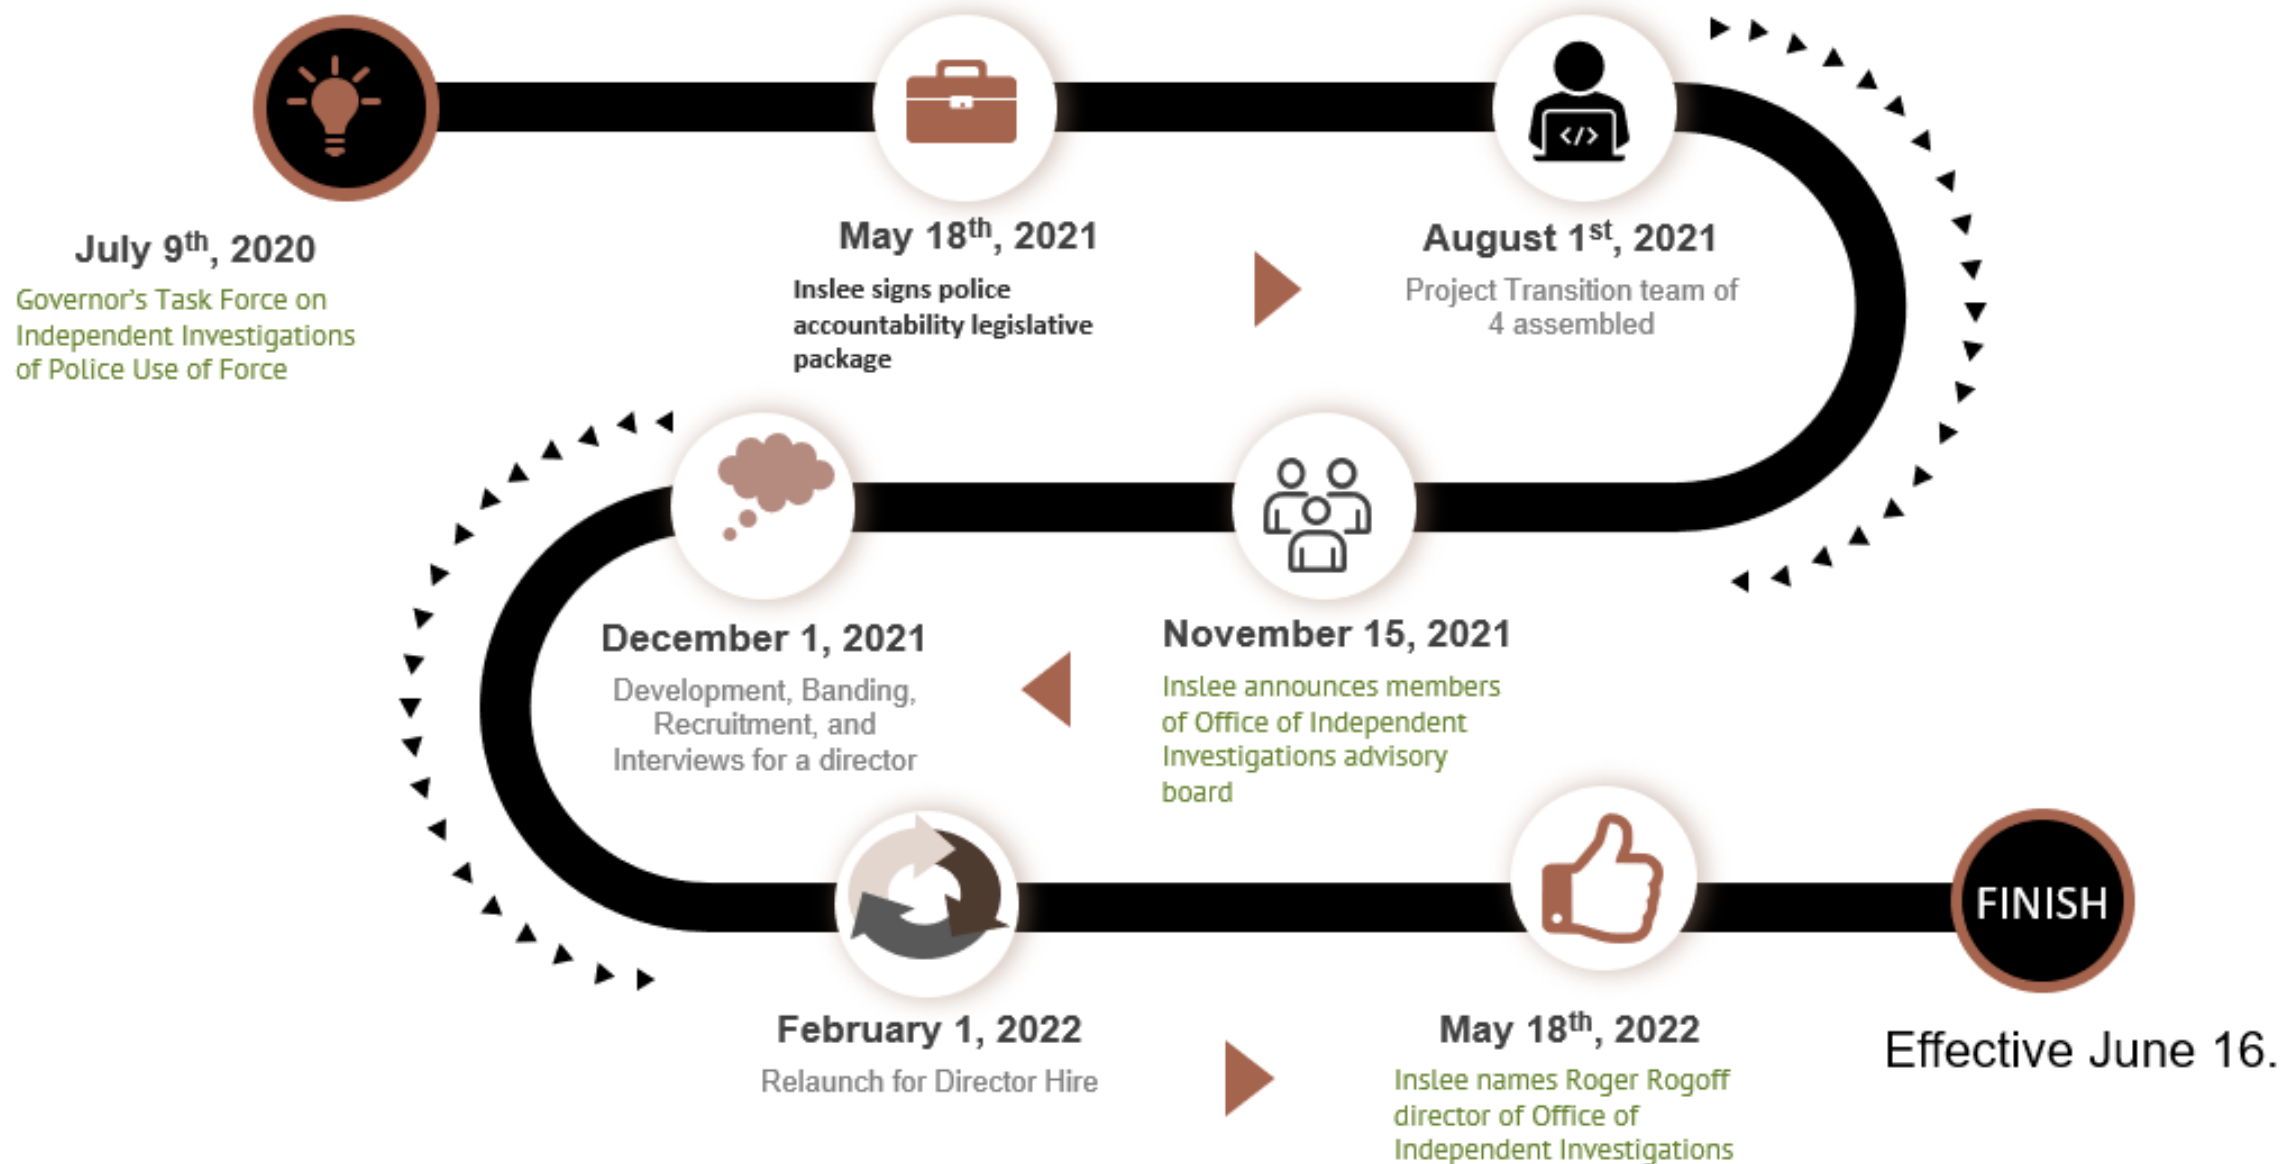 July 9th, 2020
Governor's Task Force on
Independent Investigations
of Police Use of Force
May 18th, 2021
Inslee signs police
accountability legislative
package
</>
August 1st, 2021
Project Transition team of
4 assembled
November 15, 2021
Inslee announces members
of Office of Independent
Investigations advisory
board
December 1, 2021
Development, Banding,
Recruitment, and
Interviews for a director
February 1, 2022
Relaunch for Director Hire
May 18th, 2022
Inslee names Roger Rogoff
director of Office of
Independent Investigations
FINISH
Effective June 16.